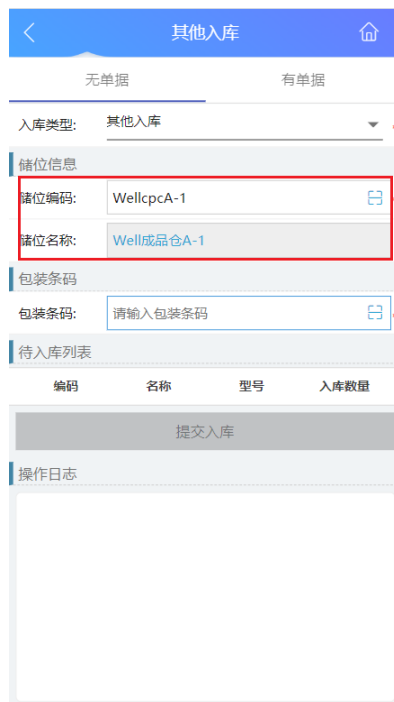 其他入库
无单据 有单据
入库类型: 其他入库
储位信息
储位编码: WellcpcA-1
储位名称: Well成品仓A-1
包装条码
包装条码: 请输入包装条码
待入库列表
编码 名称 型号 入库数量
提交入库
操作日志